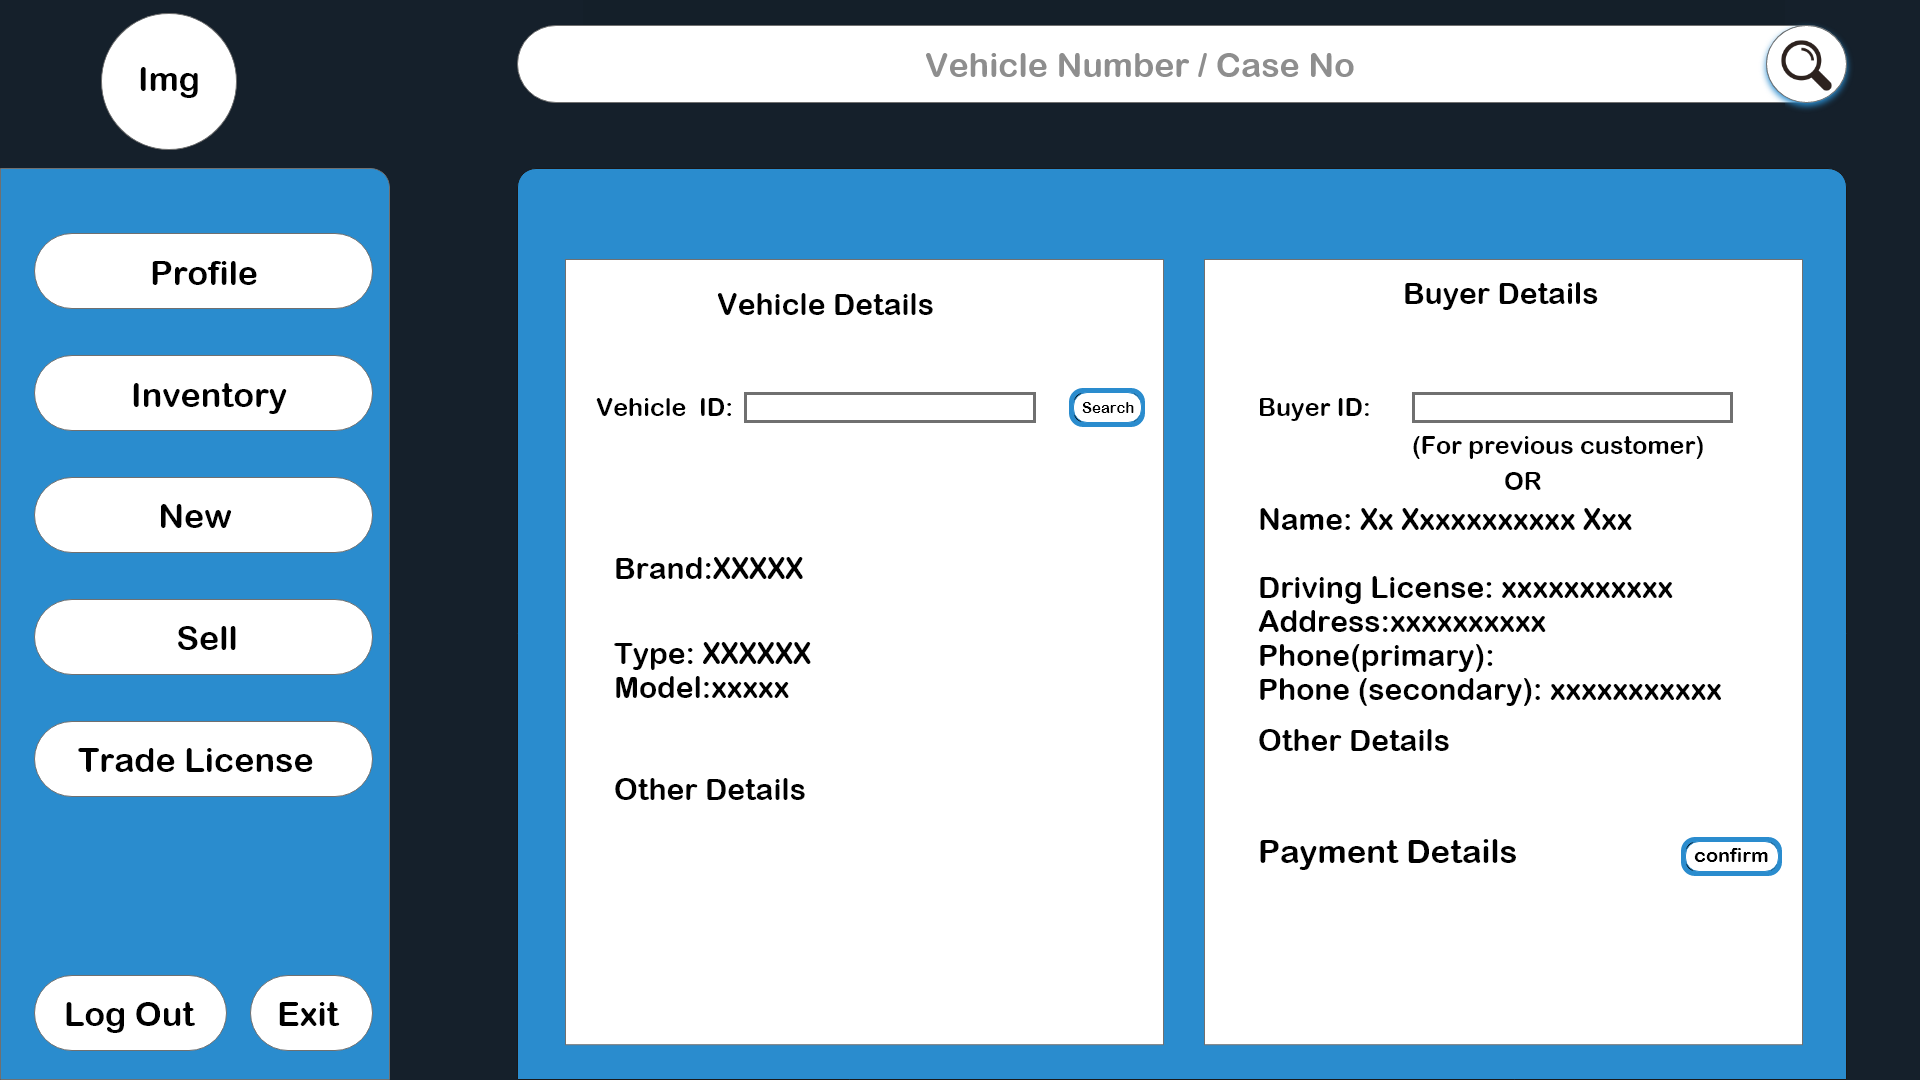 Img
Vehicle Number / Case No
Profile
Inventory
New
Sell
Trade License
Log Out
Exit
Vehicle Details
Vehicle  ID:
Search
Brand:XXXXX
Type: XXXXXX
Model:xxxxx
Other Details
Buyer Details
Buyer ID:
(For previous customer)
OR
Name: Xx Xxxxxxxxxxx Xxx
Driving License: xxxxxxxxxxx
Address:xxxxxxxxxx
Phone(primary):
Phone (secondary): xxxxxxxxxxx
Other Details
Payment Details
confirm